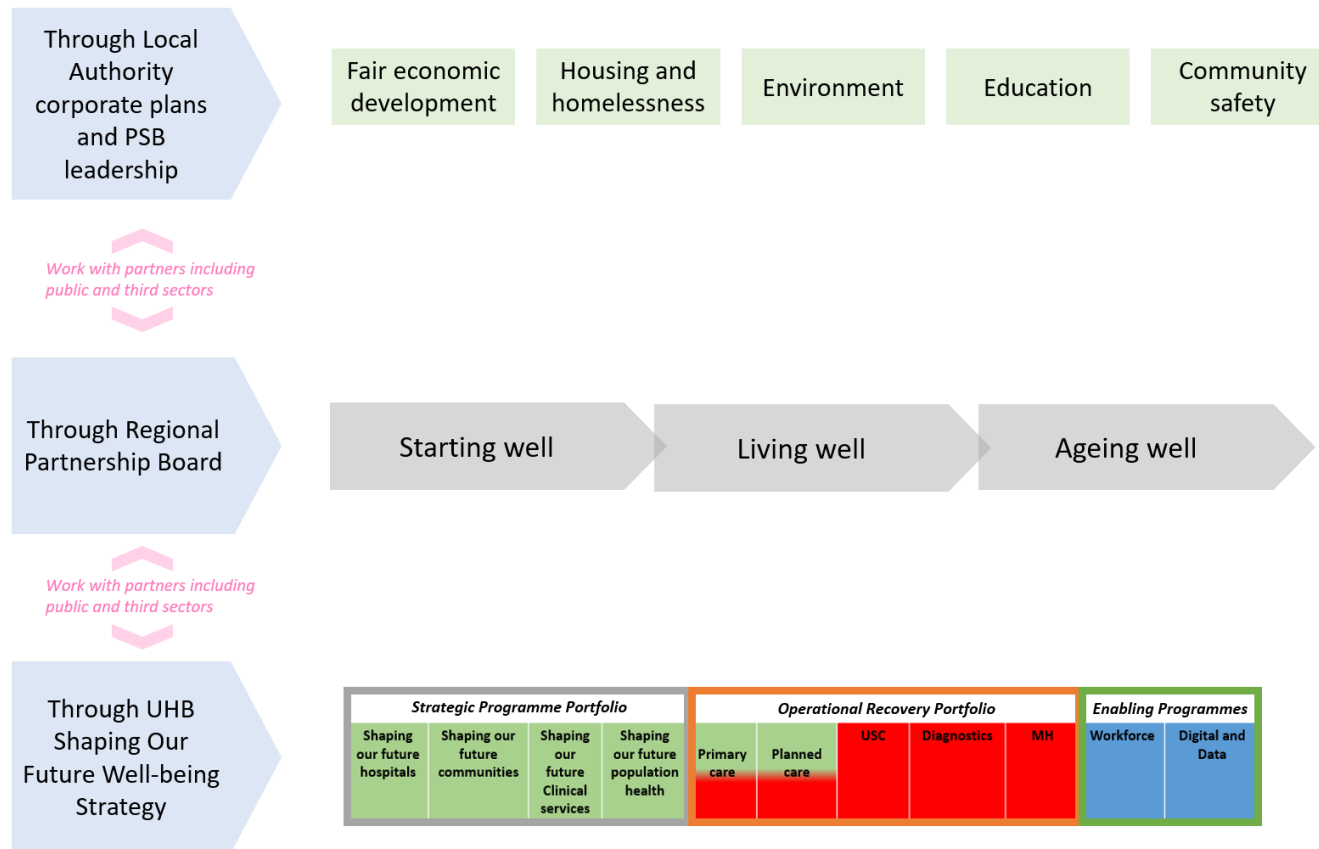 Through Local
Authority
corporate plans
and PSB
leadership
Fair economic
development
Housing and
homelessness
Environment
Education
Community
safety
Work with partners including
public and third sectors
Through Regional
Partnership Board
Starting well
Living well
Ageing well
Work with partners including
public and third sectors
Through UHB
Shaping Our
Future Well-being
Strategy
Strategic Programme Portfolio
Shaping
our future
hospitals
Shaping our
future
communities
Shaping
our
future
Clinical
services
Shaping
our future
population
health
Operational Recovery Portfolio
Primary
care
Planned
care
USC
Diagnostics
MH
Enabling Programmes
Workforce
Digital and
Data